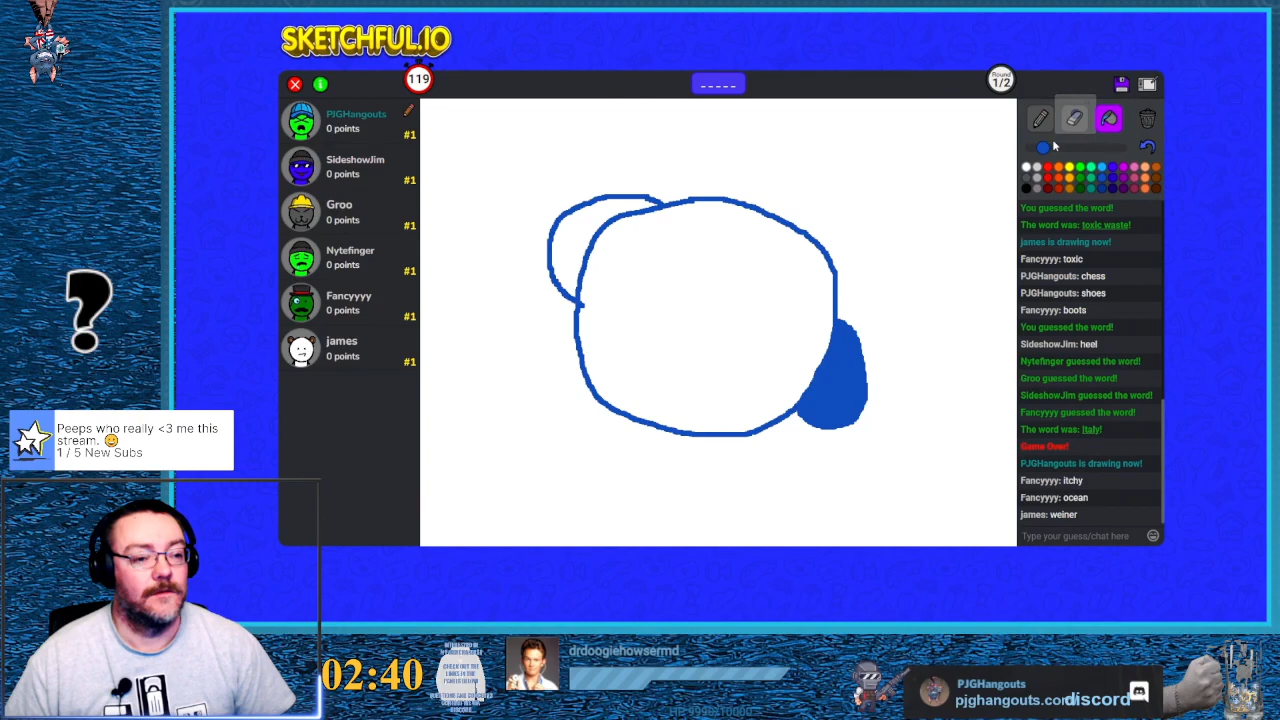 SKETCHFUL.IO
119
_ _ _ _ _
Round
1/2
PJGHangouts
0 points
#1
SideshowJim
0 points
#1
Groo
0 points
#1
Nytefinger
0 points
#1
Fancyyyy
0 points
#1
james
0 points
#1
You guessed the word!
The word was: toxic waste!
james is drawing now!
Fancyyyy: toxic
PJGHangouts: chess
PJGHangouts: shoes
Fancyyyy: boots
You guessed the word!
SideshowJim: heel
Nytefinger guessed the word!
Groo guessed the word!
SideshowJim guessed the word!
Fancyyyy guessed the word!
The word was: Italy!
Game Over!
PJGHangouts is drawing now!
Fancyyyy: itchy
Fancyyyy: ocean
james: weiner
Type your guess/chat here
?
Peeps who really <3 me this
stream.
1 / 5 New Subs
02:40
drdoogiehowsermd
PJGHangouts
pjghangouts.com/discord